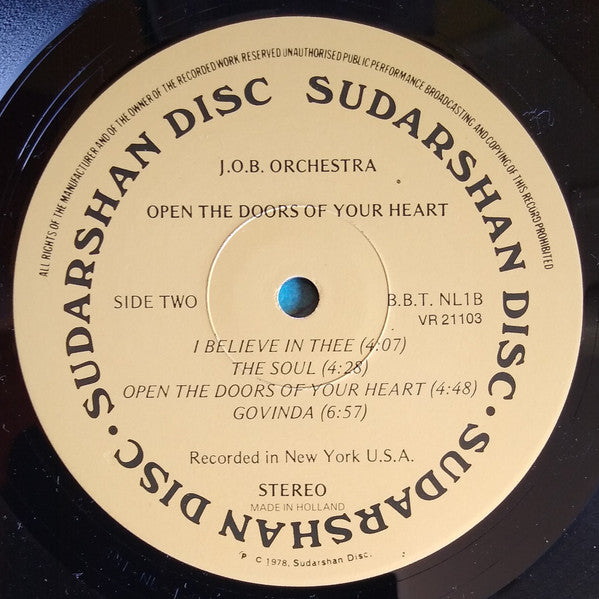 ALL RIGHTS OF THE MANUFACTURER AND OF THE OWNER OF THE RECORDED WORK RESERVED UNAUTHORISED PUBLIC PERFORMANCE BROADCASTING AND COPYING OF THIS RECORD PROHIBITED
SUDARSHAN DISC SUDARSHAN DISC · SUDARSHAN DISC ·
J.O.B. ORCHESTRA
OPEN THE DOORS OF YOUR HEART
SIDE TWO
B.B.T. NL1B
VR 21103
I BELIEVE IN THEE (4:07)
THE SOUL (4:28)
OPEN THE DOORS OF YOUR HEART (4:48)
GOVINDA (6:57)
Recorded in New York U.S.A.
STEREO
MADE IN HOLLAND
P C 1978, Sudarshan Disc.